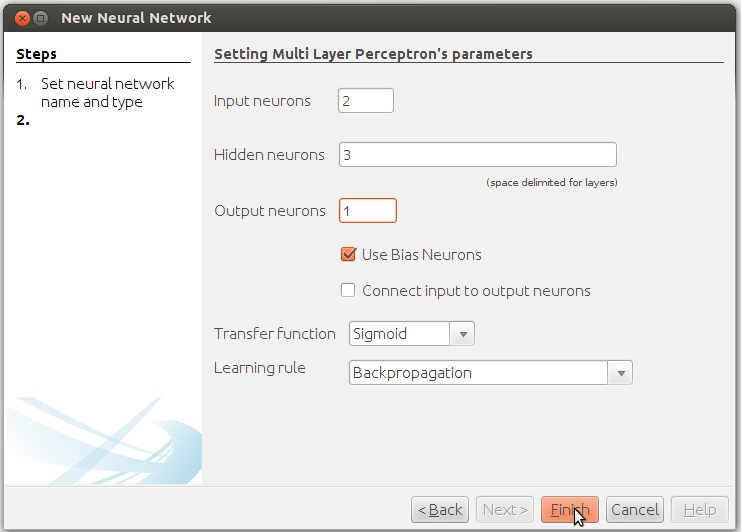 New Neural Network
Steps
1. Set neural network
name and type
2.
Setting Multi Layer Perceptron's parameters
Input neurons 2
Hidden neurons 3
(space delimited for layers)
Output neurons 1
Use Bias Neurons
Connect input to output neurons
Transfer function Sigmoid
Learning rule Backpropagation
< Back Next > Finish Cancel Help